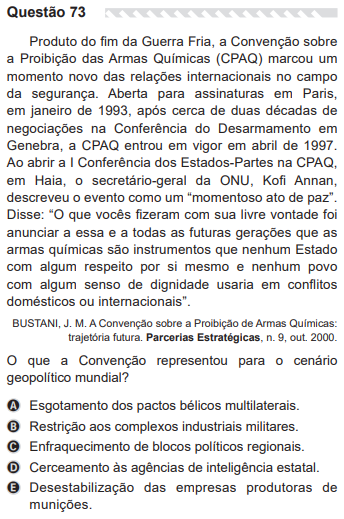 Questão 73
Produto do fim da Guerra Fria, a Convenção sobre
a Proibição das Armas Químicas (CPAQ) marcou um
momento novo das relações internacionais no campo
da segurança. Aberta para assinaturas em Paris,
em janeiro de 1993, após cerca de duas décadas de
negociações na Conferência do Desarmamento em
Genebra, a CPAQ entrou em vigor em abril de 1997.
Ao abrir a I Conferência dos Estados-Partes na CPAQ,
em Haia, o secretário-geral da ONU, Kofi Annan,
descreveu o evento como um “momentoso ato de paz”.
Disse: “O que vocês fizeram com sua livre vontade foi
anunciar a essa e a todas as futuras gerações que as
armas químicas são instrumentos que nenhum Estado
com algum respeito por si mesmo e nenhum povo
com algum senso de dignidade usaria em conflitos
domésticos ou internacionais”.
BUSTANI, J. M. A Convenção sobre a Proibição de Armas Químicas:
trajetória futura. Parcerias Estratégicas, n. 9, out. 2000.
O que a Convenção representou para o cenário
geopolítico mundial?
A Esgotamento dos pactos bélicos multilaterais.
B Restrição aos complexos industriais militares.
C Enfraquecimento de blocos políticos regionais.
D Cerceamento às agências de inteligência estatal.
E Desestabilização das empresas produtoras de
munições.